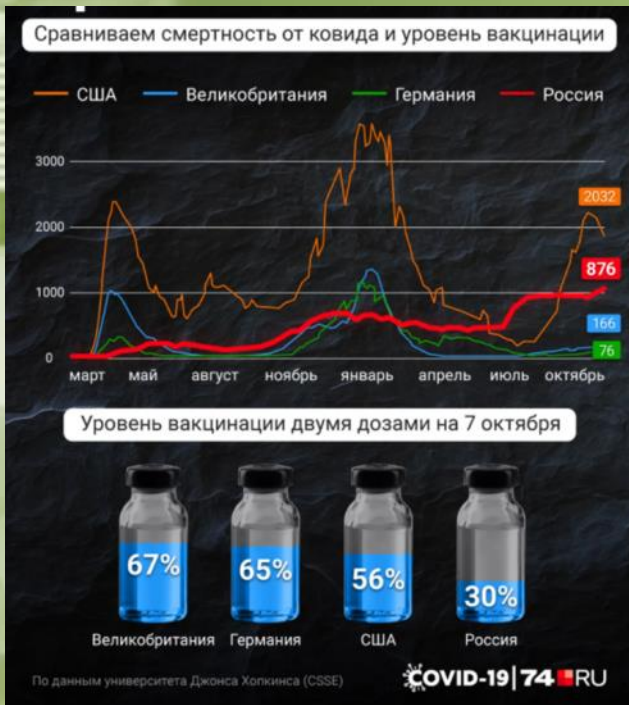 Сравниваем смертность от ковида и уровень вакцинации
США Великобритания Германия Россия
3000
2000
1000
0
2032
876
166
76
март май август ноябрь январь апрель июль октябрь
Уровень вакцинации двумя дозами на 7 октября
67% 65% 56% 30%
Великобритания Германия США Россия
По данным университета Джонса Хопкинса (CSSE)
COVID-19|74 RU